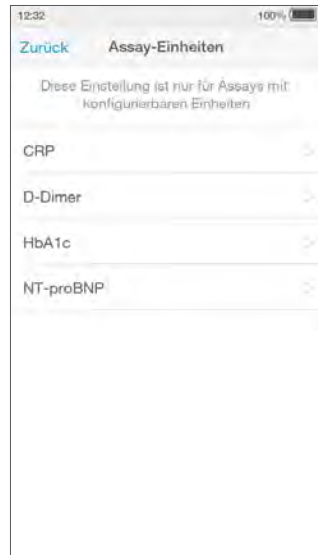 12:32 100%
Zurück Assay-Einheiten
Diese Einstellung ist nur für Assays mit
konfigurierbaren Einheiten
CRP
D-Dimer
HbA1c
NT-proBNP